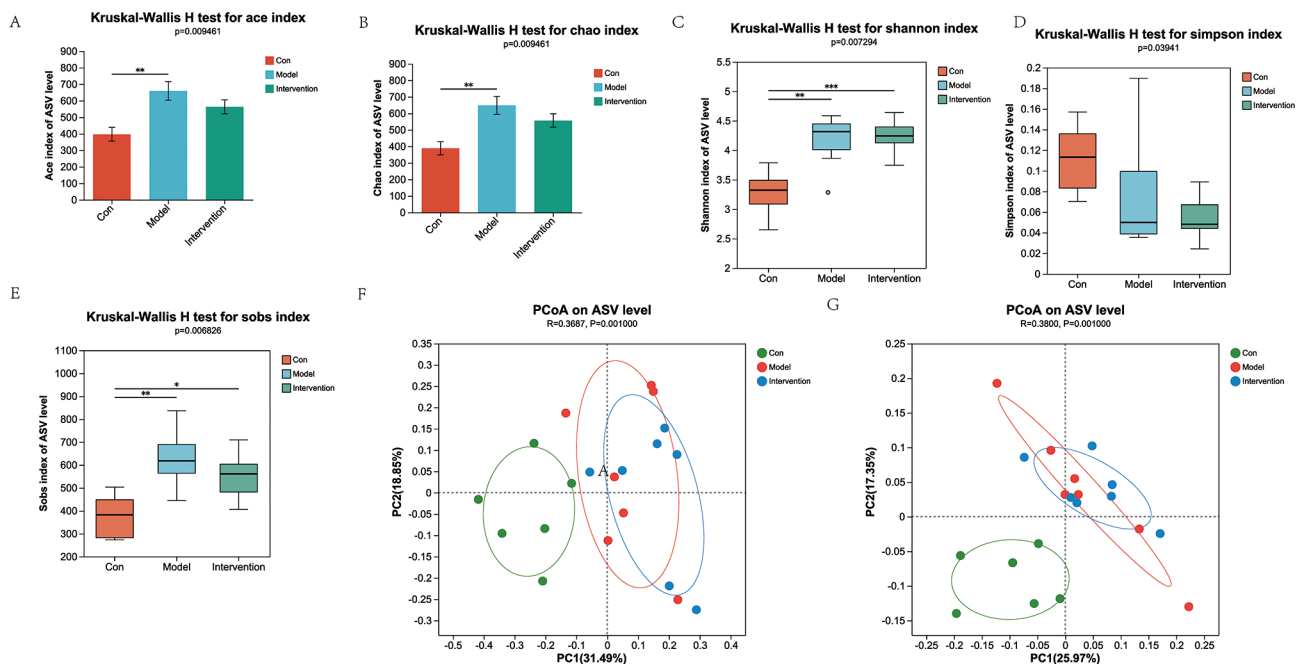 A
Kruskal-Wallis H test for ace index
p=0.009461
Ace index of ASV level
900
800
700
600
500
400
300
200
100
0
**
Con
Model
Intervention
Con
Model
Intervention
B
Kruskal-Wallis H test for chao index
p=0.009461
Chao index of ASV level
900
800
700
600
500
400
300
200
100
0
**
Con
Model
Intervention
Con
Model
Intervention
C
Kruskal-Wallis H test for shannon index
p=0.007294
Shannon index of ASV level
5.5
5
4.5
4
3.5
3
2.5
2
***
**
Con
Model
Intervention
Con
Model
Intervention
D
Kruskal-Wallis H test for simpson index
p=0.03941
Simpson index of ASV level
0.2
0.18
0.16
0.14
0.12
0.1
0.08
0.06
0.04
0.02
0
Con
Model
Intervention
Con
Model
Intervention
E
Kruskal-Wallis H test for sobs index
p=0.006826
Sobs index of ASV level
1100
1000
900
800
700
600
500
400
300
200
*
**
Con
Model
Intervention
Con
Model
Intervention
F
PCoA on ASV level
R=0.3687, P=0.001000
PC2(18.85%)
0.35
0.3
0.25
0.2
0.15
0.1
0.05
0
-0.05
-0.1
-0.15
-0.2
-0.25
-0.3
A
-0.5
-0.4
-0.3
-0.2
-0.1
0
0.1
0.2
0.3
0.4
PC1(31.49%)
Con
Model
Intervention
G
PCoA on ASV level
R=0.3800, P=0.001000
PC2(17.35%)
0.2
0.15
0.1
0.05
0
-0.05
-0.1
-0.15
-0.25
-0.2
-0.15
-0.1
-0.05
0
0.05
0.1
0.15
0.2
0.25
PC1(25.97%)
Con
Model
Intervention